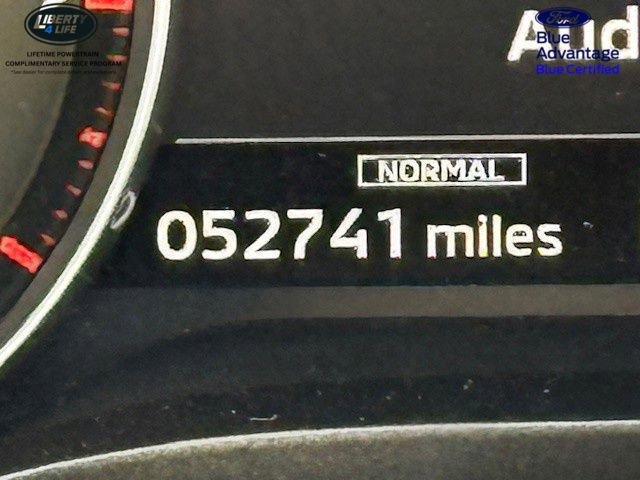 LIBERTY
4 LIFE
LIFETIME POWERTRAIN
COMPLIMENTARY SERVICE PROGRAM
Ford
Blue
Advantage
Blue Certified
Aud
NORMAL
052741 miles